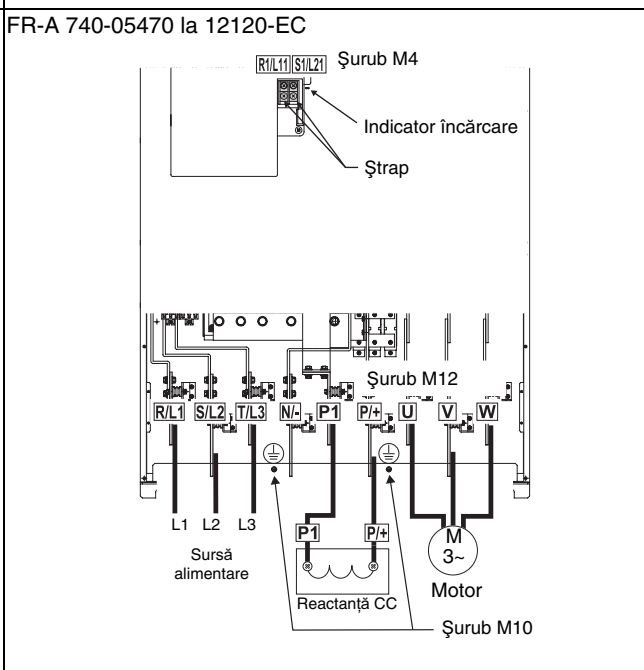 FR-A 740-05470 la 12120-EC
R1/L11 S1/L21 Şurub M4
Indicator încărcare
Ştrap
Şurub M12
R/L1 S/L2 T/L3 N/- P1 P/+ U V W
L1 L2 L3
P1 P/+
M
3~
Sursă
alimentare
Motor
Reactanță CC
Şurub M10